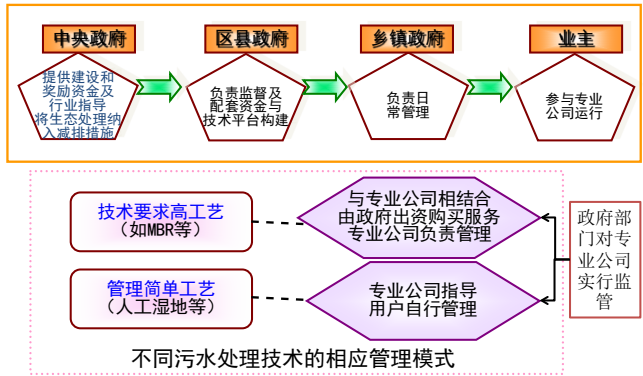 中央政府
区县政府
乡镇政府
业主
提供建设和
奖励资金及
行业指导
将生态处理纳
入减排措施
负责监督及
配套资金与
技术平台构建
负责日
常管理
参与专业
公司运行
技术要求高工艺
（如MBR等）
与专业公司相结合
由政府出资购买服务
专业公司负责管理
管理简单工艺
（人工湿地等）
专业公司指导
用户自行管理
政府部
门对专
业公司
实行监
管
不同污水处理技术的相应管理模式